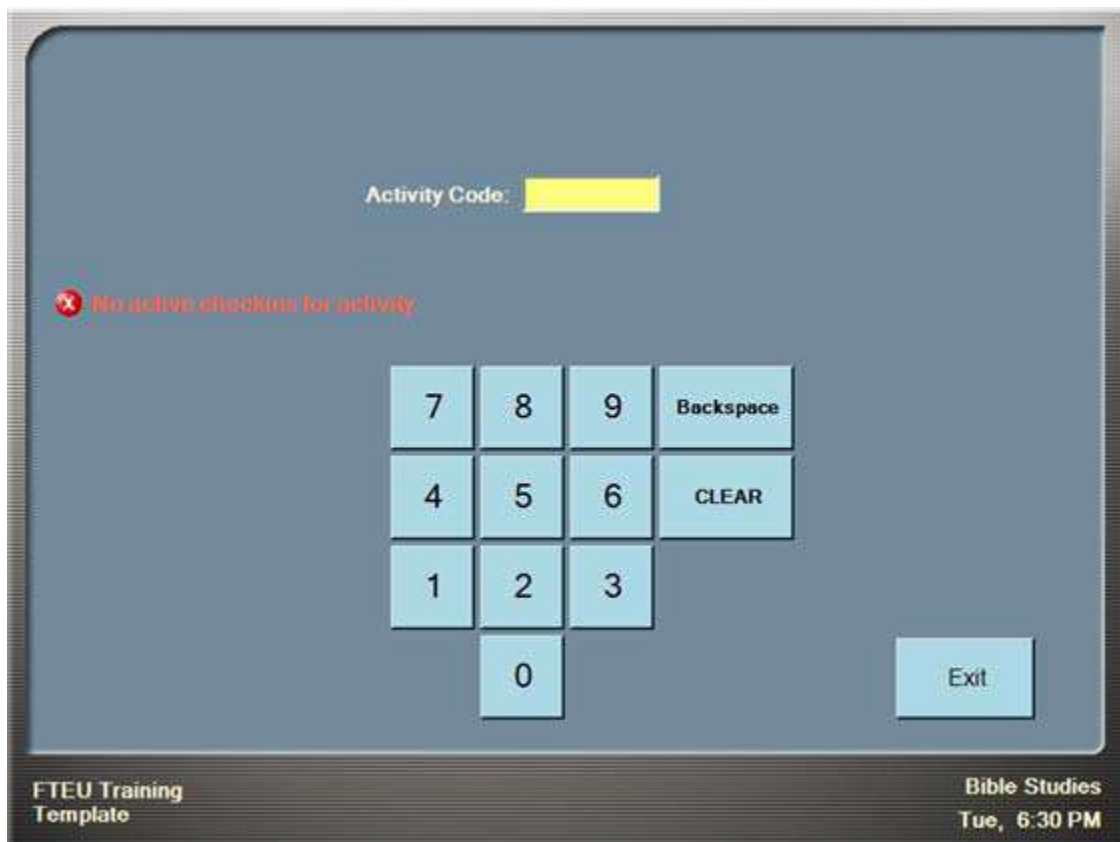 Activity Code:
No active checkins for activity.
7 8 9 Backspace
4 5 6 CLEAR
1 2 3
0
Exit
FTEU Training
Template
Bible Studies
Tue, 6:30 PM